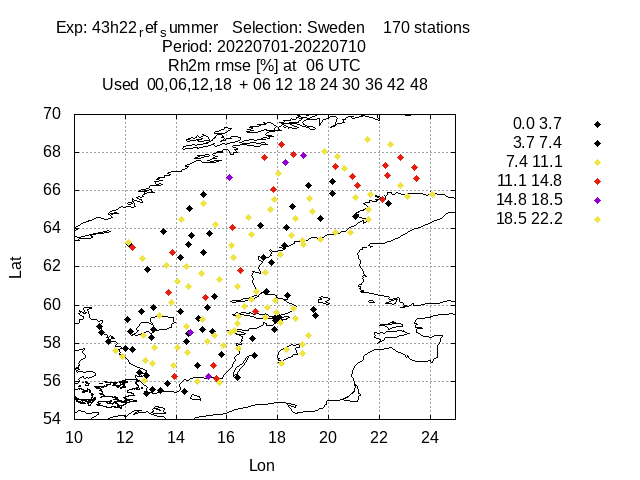 Exp: 43h22ref_summer Selection: Sweden 170 stations
Period: 20220701-20220710
Rh2m rmse [%] at 06 UTC
Used 00,06,12,18 + 06 12 18 24 30 36 42 48
70
68
66
64
62
60
58
56
54
Lat
10 12 14 16 18 20 22 24
Lon
0.0 3.7
3.7 7.4
7.4 11.1
11.1 14.8
14.8 18.5
18.5 22.2